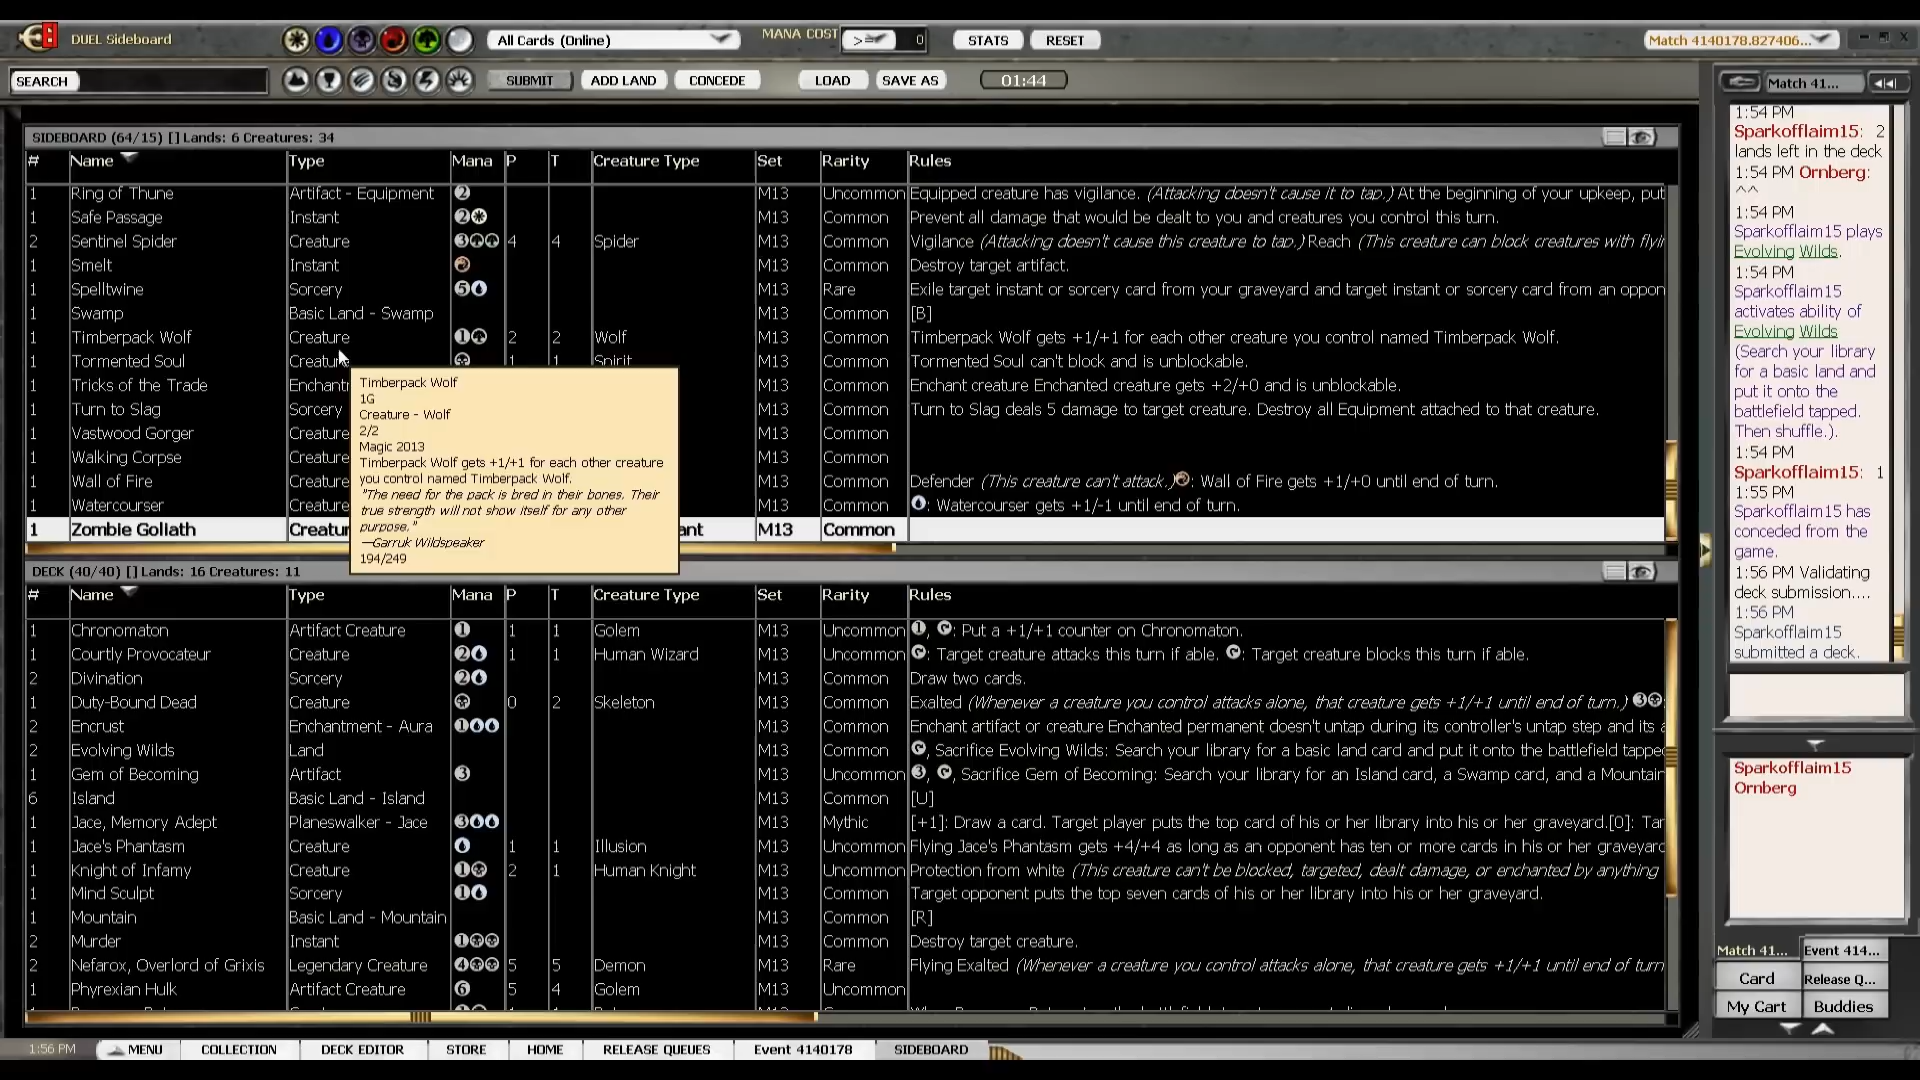 DUEL Sideboard
All Cards (Online)
MANA COST
>=
0
STATS
RESET
Match 4140178.827406...
SEARCH
SUBMIT
ADD LAND
CONCEDE
LOAD
SAVE AS
01:44
Match 41...
SIDEBOARD (64/15) [] Lands: 6 Creatures: 34
# Name Type Mana P T Creature Type Set Rarity Rules
1 Ring of Thune Artifact - Equipment 2 M13 Uncommon Equipped creature has vigilance. (Attacking doesn't cause it to tap.) At the beginning of your upkeep, put
1 Safe Passage Instant 2 M13 Common Prevent all damage that would be dealt to you and creatures you control this turn.
2 Sentinel Spider Creature 3 4 4 Spider M13 Common Vigilance (Attacking doesn't cause this creature to tap.) Reach (This creature can block creatures with flyi
1 Smelt Instant M13 Common Destroy target artifact.
1 Spelltwine Sorcery 5 M13 Rare Exile target instant or sorcery card from your graveyard and target instant or sorcery card from an oppon
1 Swamp Basic Land - Swamp M13 Common [B]
1 Timberpack Wolf Creature 1 2 2 Wolf M13 Common Timberpack Wolf gets +1/+1 for each other creature you control named Timberpack Wolf.
1 Tormented Soul Creature 1 1 Spirit M13 Common Tormented Soul can't block and is unblockable.
1 Tricks of the Trade Enchant M13 Common Enchant creature Enchanted creature gets +2/+0 and is unblockable.
1 Turn to Slag Sorcery M13 Common Turn to Slag deals 5 damage to target creature. Destroy all Equipment attached to that creature.
1 Vastwood Gorger Creature M13 Common
1 Walking Corpse Creature M13 Common
1 Wall of Fire Creature M13 Common Defender (This creature can't attack.) : Wall of Fire gets +1/+0 until end of turn.
1 Watercourser Creature M13 Common : Watercourser gets +1/-1 until end of turn.
1 Zombie Goliath Creatur ant M13 Common
Timberpack Wolf
1G
Creature - Wolf
2/2
Magic 2013
Timberpack Wolf gets +1/+1 for each other creature
you control named Timberpack Wolf.
"The need for the pack is bred in their bones. Their
true strength will not show itself for any other
purpose."
—Garruk Wildspeaker
194/249
DECK (40/40) [] Lands: 16 Creatures: 11
# Name Type Mana P T Creature Type Set Rarity Rules
1 Chronomaton Artifact Creature 1 1 1 Golem M13 Uncommon 1, : Put a +1/+1 counter on Chronomaton.
1 Courtly Provocateur Creature 2 1 1 Human Wizard M13 Uncommon : Target creature attacks this turn if able. : Target creature blocks this turn if able.
2 Divination Sorcery 2 M13 Common Draw two cards.
1 Duty-Bound Dead Creature 0 2 Skeleton M13 Common Exalted (Whenever a creature you control attacks alone, that creature gets +1/+1 until end of turn.) 3
2 Encrust Enchantment - Aura 1 M13 Common Enchant artifact or creature Enchanted permanent doesn't untap during its controller's untap step and its a
2 Evolving Wilds Land M13 Common , Sacrifice Evolving Wilds: Search your library for a basic land card and put it onto the battlefield tappe
1 Gem of Becoming Artifact 3 M13 Uncommon 3, , Sacrifice Gem of Becoming: Search your library for an Island card, a Swamp card, and a Mountain
6 Island Basic Land - Island M13 Common [U]
1 Jace, Memory Adept Planeswalker - Jace 3 M13 Mythic [+1]: Draw a card. Target player puts the top card of his or her library into his or her graveyard.[0]: Tar
1 Jace's Phantasm Creature 1 1 Illusion M13 Uncommon Flying Jace's Phantasm gets +4/+4 as long as an opponent has ten or more cards in his or her graveyard
1 Knight of Infamy Creature 1 2 1 Human Knight M13 Uncommon Protection from white (This creature can't be blocked, targeted, dealt damage, or enchanted by anything
1 Mind Sculpt Sorcery 1 M13 Common Target opponent puts the top seven cards of his or her library into his or her graveyard.
1 Mountain Basic Land - Mountain M13 Common [R]
2 Murder Instant 1 M13 Common Destroy target creature.
2 Nefarox, Overlord of Grixis Legendary Creature 4 5 5 Demon M13 Rare Flying Exalted (Whenever a creature you control attacks alone, that creature gets +1/+1 until end of turn
1 Phyrexian Hulk Artifact Creature 6 5 4 Golem M13 Uncommon
1:54 PM
Sparkofflaim15: 2
lands left in the deck
1:54 PM Ornberg:
^^
1:54 PM
Sparkofflaim15 plays
Evolving Wilds.
1:54 PM
Sparkofflaim15
activates ability of
Evolving Wilds
(Search your library
for a basic land and
put it onto the
battlefield tapped.
Then shuffle.).
1:54 PM
Sparkofflaim15: 1
1:55 PM
Sparkofflaim15 has
conceded from the
game.
1:56 PM Validating
deck submission....
1:56 PM
Sparkofflaim15
submitted a deck.
Sparkofflaim15
Ornberg
Match 41...
Event 414...
Card
Release Q...
My Cart
Buddies
1:56 PM
MENU
COLLECTION
DECK EDITOR
STORE
HOME
RELEASE QUEUES
Event 4140178
SIDEBOARD